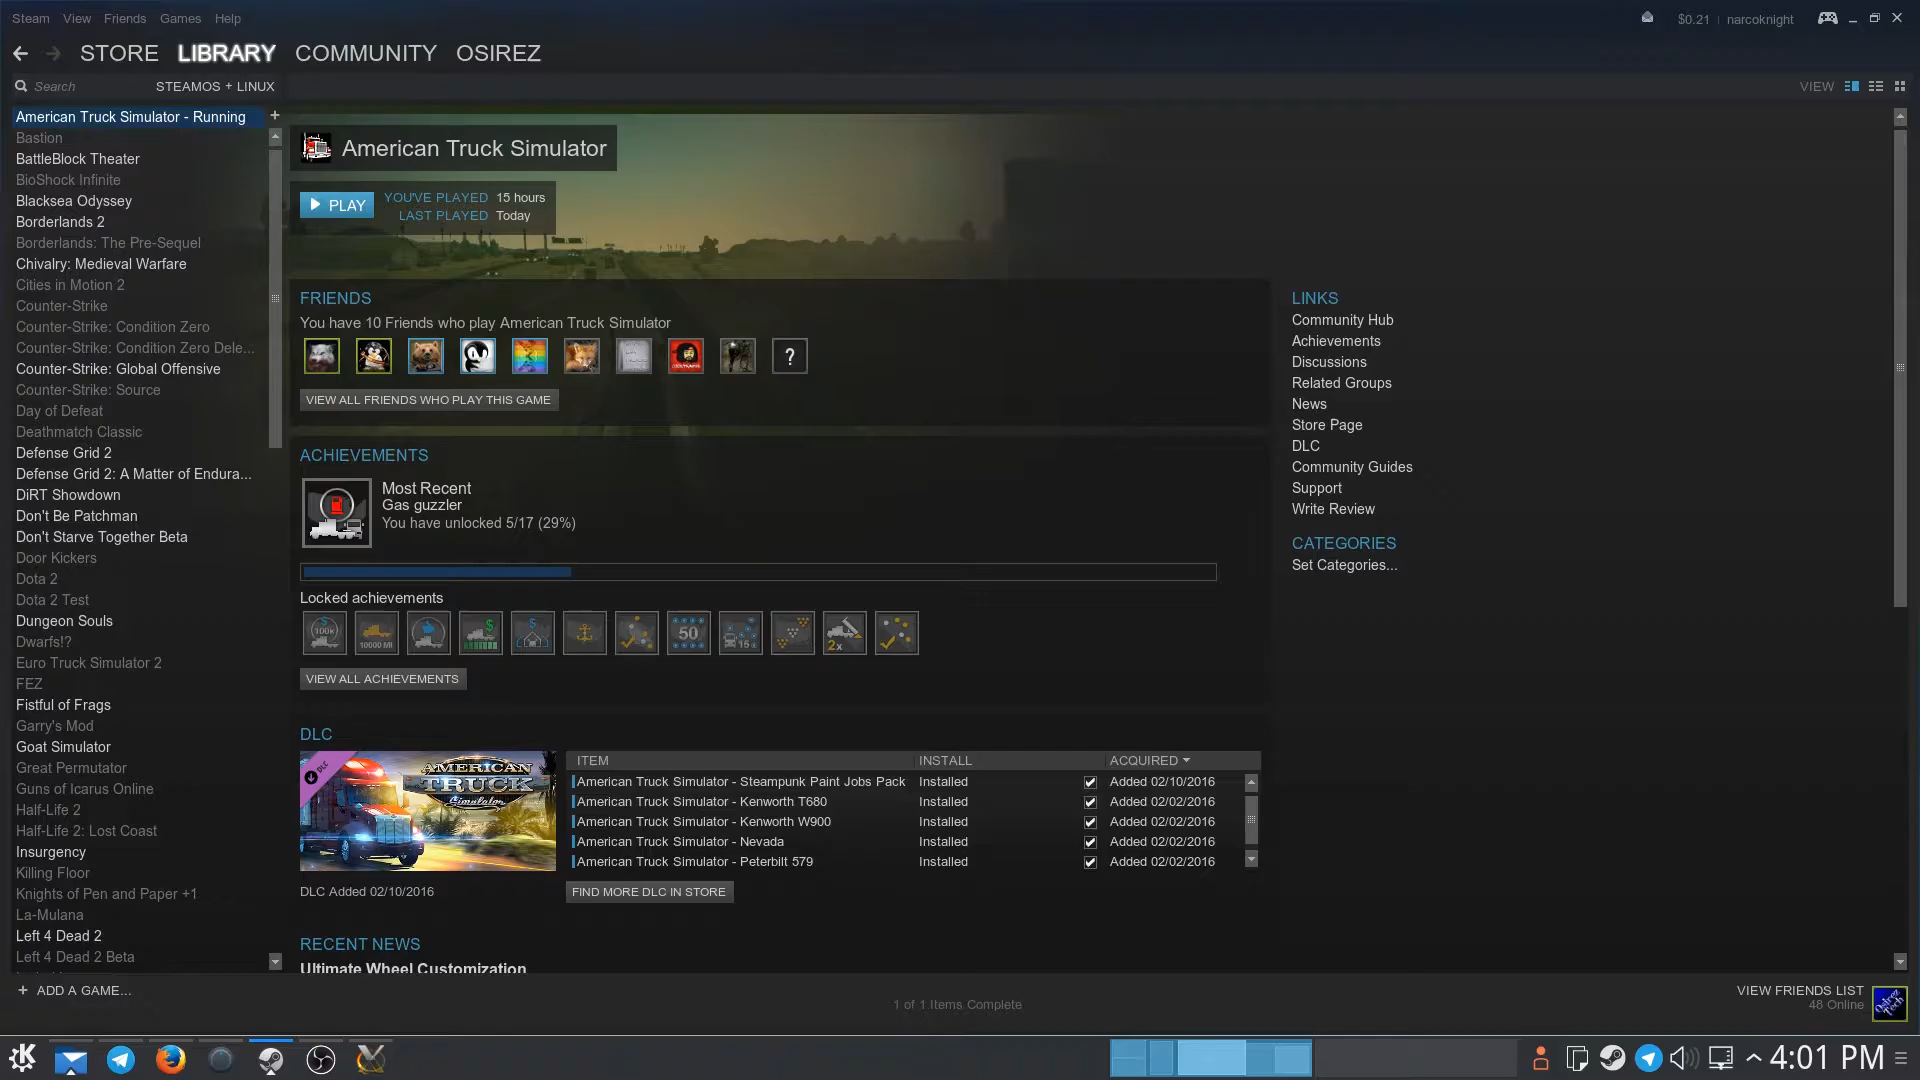 Steam View Friends Games Help
$0.21 | narcoknight
STORE LIBRARY COMMUNITY OSIREZ
Search STEAMOS + LINUX
VIEW
American Truck Simulator - Running +
Bastion
BattleBlock Theater
BioShock Infinite
Blacksea Odyssey
Borderlands 2
Borderlands: The Pre-Sequel
Chivalry: Medieval Warfare
Cities in Motion 2
Counter-Strike
Counter-Strike: Condition Zero
Counter-Strike: Condition Zero Dele...
Counter-Strike: Global Offensive
Counter-Strike: Source
Day of Defeat
Deathmatch Classic
Defense Grid 2
Defense Grid 2: A Matter of Endura...
DiRT Showdown
Don't Be Patchman
Don't Starve Together Beta
Door Kickers
Dota 2
Dota 2 Test
Dungeon Souls
Dwarfs!?
Euro Truck Simulator 2
FEZ
Fistful of Frags
Garry's Mod
Goat Simulator
Great Permutator
Guns of Icarus Online
Half-Life 2
Half-Life 2: Lost Coast
Insurgency
Killing Floor
Knights of Pen and Paper +1
La-Mulana
Left 4 Dead 2
Left 4 Dead 2 Beta
+ ADD A GAME...
American Truck Simulator
PLAY
YOU'VE PLAYED 15 hours
LAST PLAYED Today
FRIENDS
You have 10 Friends who play American Truck Simulator
?
VIEW ALL FRIENDS WHO PLAY THIS GAME
ACHIEVEMENTS
Most Recent
Gas guzzler
You have unlocked 5/17 (29%)
Locked achievements
100K
10000 MI
$
$
50
15
2x
VIEW ALL ACHIEVEMENTS
DLC
DLC
AMERICAN
TRUCK
Simulator
DLC Added 02/10/2016
ITEM INSTALL ACQUIRED
American Truck Simulator - Steampunk Paint Jobs Pack Installed Added 02/10/2016
American Truck Simulator - Kenworth T680 Installed Added 02/02/2016
American Truck Simulator - Kenworth W900 Installed Added 02/02/2016
American Truck Simulator - Nevada Installed Added 02/02/2016
American Truck Simulator - Peterbilt 579 Installed Added 02/02/2016
FIND MORE DLC IN STORE
RECENT NEWS
Ultimate Wheel Customization
LINKS
Community Hub
Achievements
Discussions
Related Groups
News
Store Page
DLC
Community Guides
Support
Write Review
CATEGORIES
Set Categories...
1 of 1 Items Complete
VIEW FRIENDS LIST
48 Online
Osirez
Tech
4:01 PM